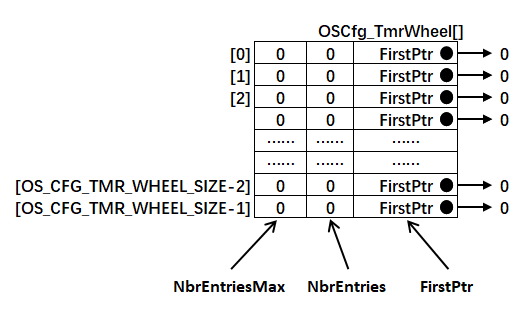 OSCfg_TmrWheel[]
[0] 0 0 FirstPtr 0
[1] 0 0 FirstPtr 0
[2] 0 0 FirstPtr 0
0 0 FirstPtr 0
...... ...... ......
...... ...... ......
[OS_CFG_TMR_WHEEL_SIZE-2] 0 0 FirstPtr 0
[OS_CFG_TMR_WHEEL_SIZE-1] 0 0 FirstPtr 0
NbrEntriesMax NbrEntries FirstPtr